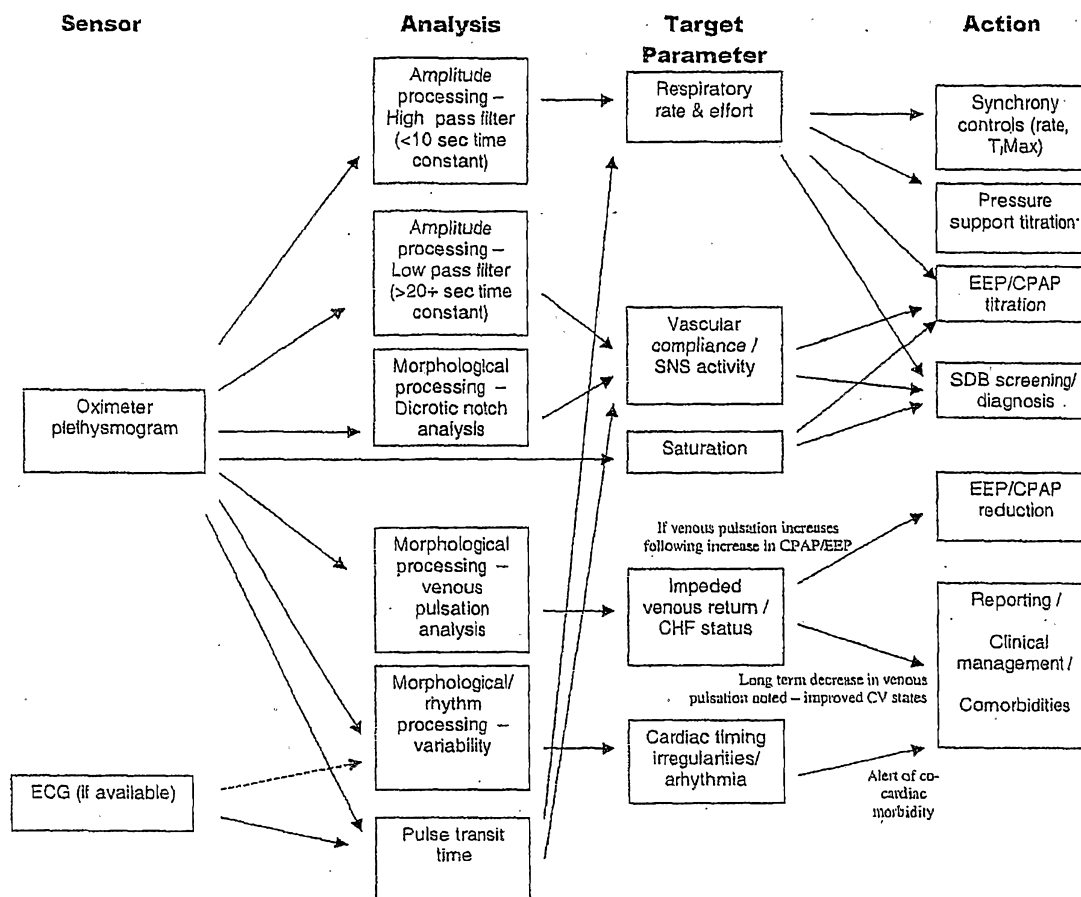 Sensor
Analysis
Target
Parameter
Action
Amplitude
processing –
High pass filter
(<10 sec time
constant)
Amplitude
processing –
Low pass filter
(>20+ sec time
constant)
Morphological
processing –
Dicrotic notch
analysis
Morphological
processing –
venous
pulsation
analysis
Morphological/
rhythm
processing –
variability
Pulse transit
time
Oximeter
plethysmogram
ECG (if available)
Respiratory
rate & effort
Vascular
compliance /
SNS activity
Saturation
If venous pulsation increases
following increase in CPAP/EEP
Impeded
venous return /
CHF status
Long term decrease in venous
pulsation noted – improved CV states
Cardiac timing
irregularities/
arhythmia
Alert of co-
cardiac
morbidity
Synchrony
controls (rate,
TiMax)
Pressure
support titration
EEP/CPAP
titration
SDB screening/
diagnosis
EEP/CPAP
reduction
Reporting /
Clinical
management /
Comorbidities